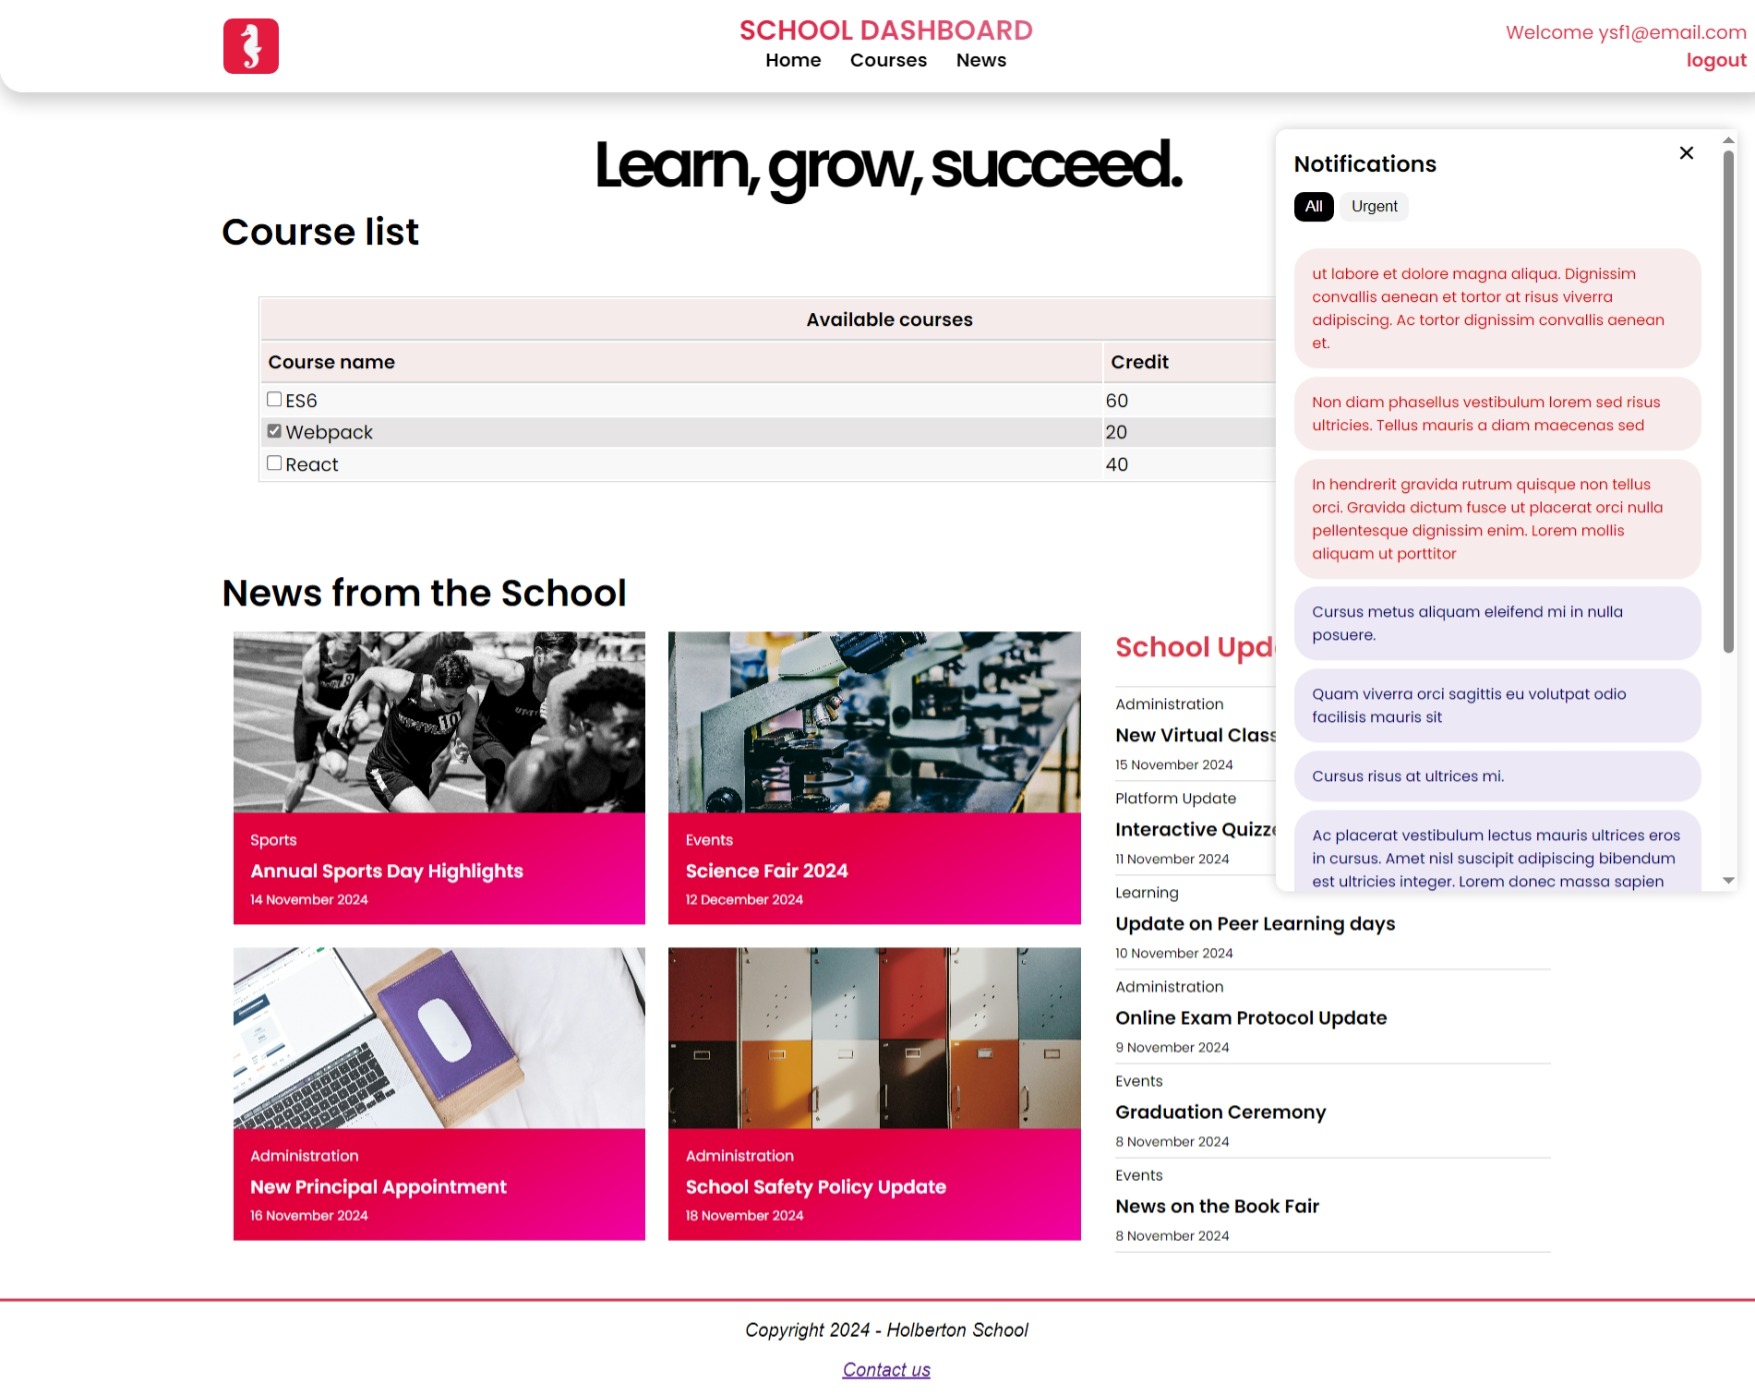 SCHOOL DASHBOARD
Home Courses News
Welcome ysf1@email.com
logout
Learn, grow, succeed.
Course list
Available courses
Course name Credit
ES6 60
Webpack 20
React 40
Notifications
All Urgent
ut labore et dolore magna aliqua. Dignissim
convallis aenean et tortor at risus viverra
adipiscing. Ac tortor dignissim convallis aenean
et.
Non diam phasellus vestibulum lorem sed risus
ultricies. Tellus mauris a diam maecenas sed
In hendrerit gravida rutrum quisque non tellus
orci. Gravida dictum fusce ut placerat orci nulla
pellentesque dignissim enim. Lorem mollis
aliquam ut porttitor
Cursus metus aliquam eleifend mi in nulla
posuere.
Quam viverra orci sagittis eu volutpat odio
facilisis mauris sit
Cursus risus at ultrices mi.
Ac placerat vestibulum lectus mauris ultrices eros
in cursus. Amet nisl suscipit adipiscing bibendum
est ultricies integer. Lorem donec massa sapien
News from the School
Sports
Annual Sports Day Highlights
14 November 2024
Events
Science Fair 2024
12 December 2024
Administration
New Principal Appointment
16 November 2024
Administration
School Safety Policy Update
18 November 2024
School
Administration
New Virtual
15 November 2024
Platform Update
Interactive
11 November 2024
Learning
Update on Peer Learning days
10 November 2024
Administration
Online Exam Protocol Update
9 November 2024
Events
Graduation Ceremony
8 November 2024
Events
News on the Book Fair
8 November 2024
Copyright 2024 - Holberton School
Contact us